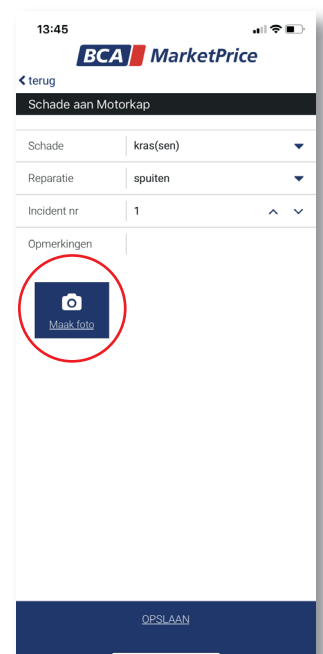 13:45
BCA MarketPrice
terug
Schade aan Motorkap
Schade kras(sen)
Reparatie spuiten
Incident nr 1
Opmerkingen
Maak foto
OPSLAAN